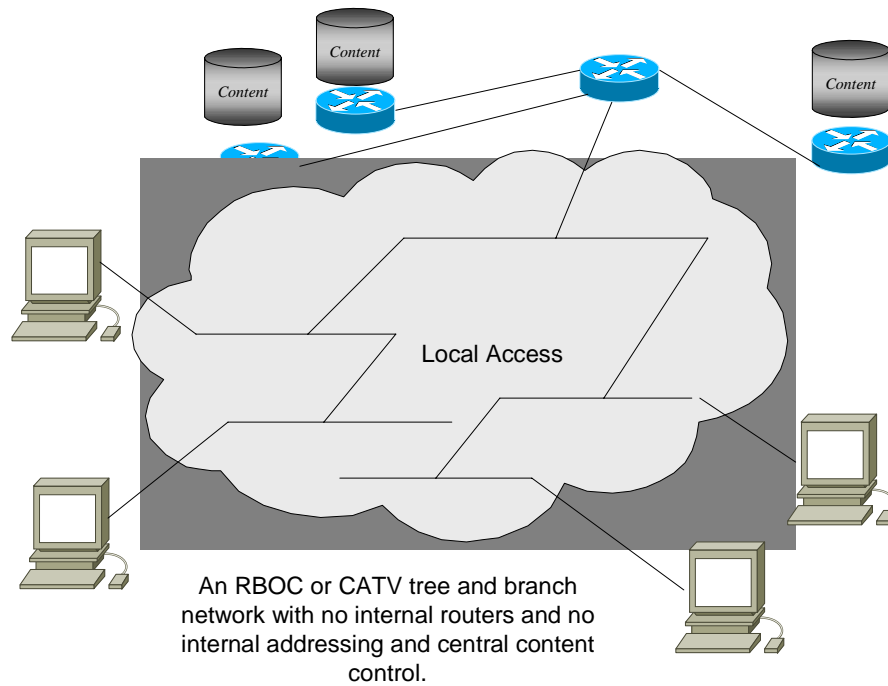 Content
Content
Content
Local Access
An RBOC or CATV tree and branch
network with no internal routers and no
internal addressing and central content
control.